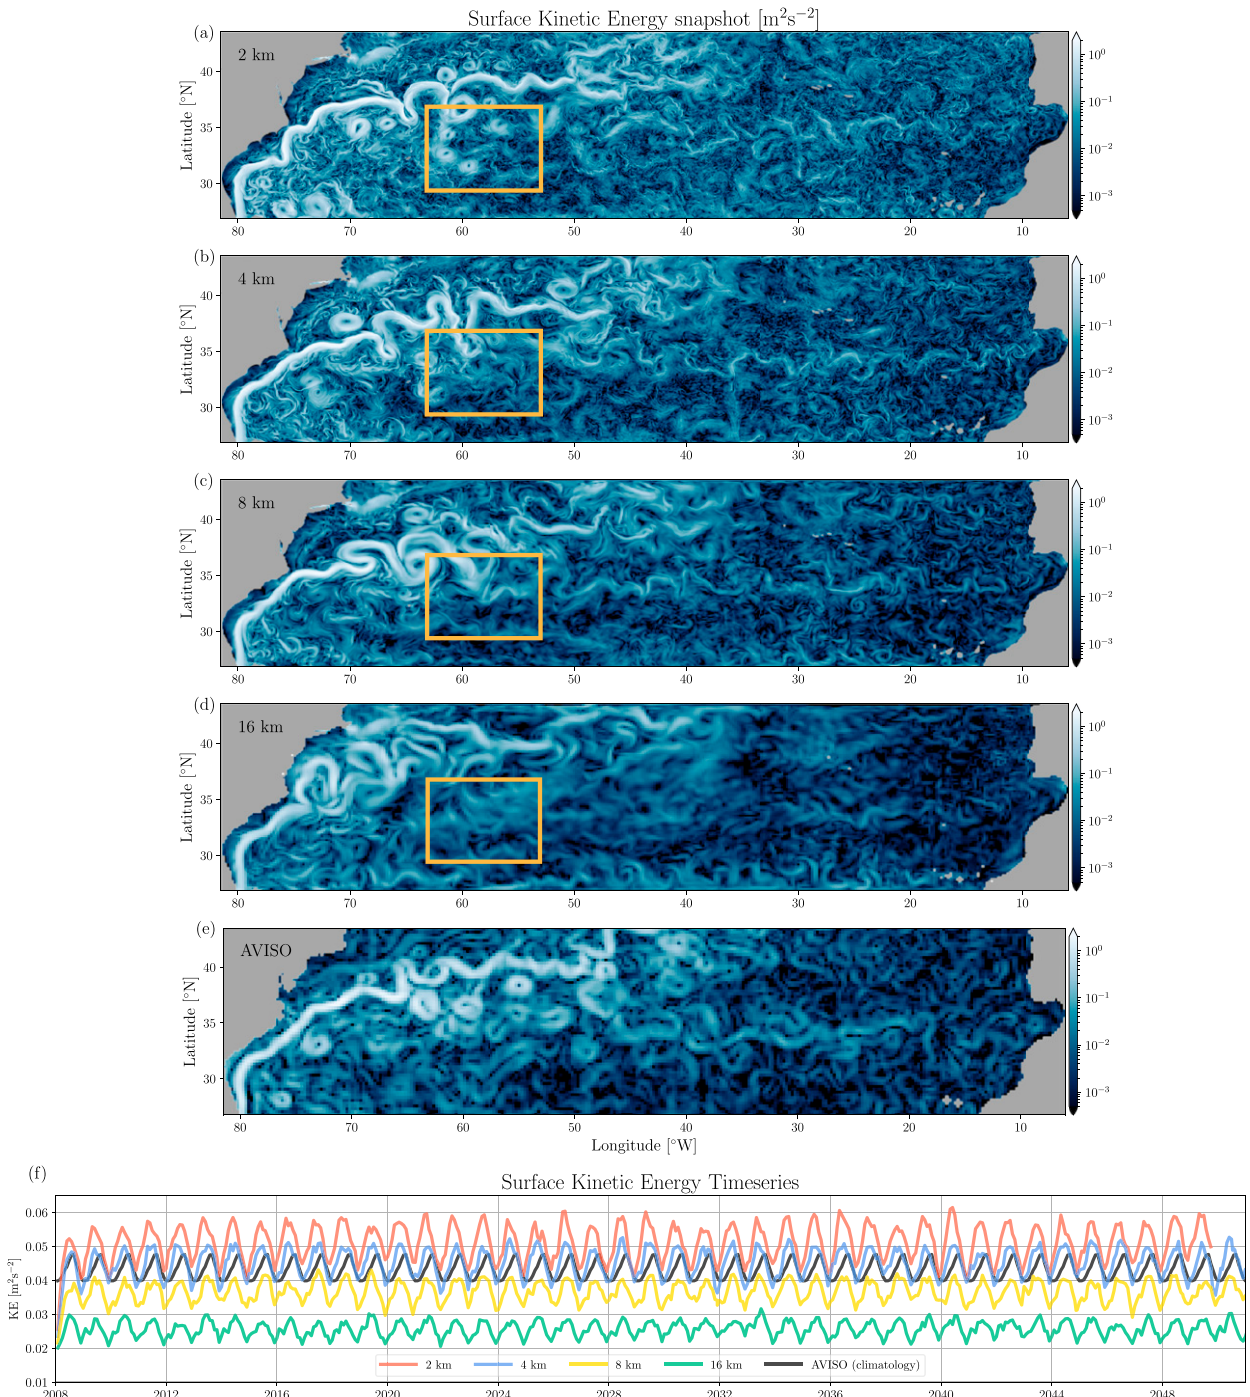 Surface Kinetic Energy snapshot [m²s⁻²]
(a)
2 km
Latitude [°N]
40
35
30
80 70 60 50 40 30 20 10
10⁰
10⁻¹
10⁻²
10⁻³
(b)
4 km
Latitude [°N]
40
35
30
80 70 60 50 40 30 20 10
10⁰
10⁻¹
10⁻²
10⁻³
(c)
8 km
Latitude [°N]
40
35
30
80 70 60 50 40 30 20 10
10⁰
10⁻¹
10⁻²
10⁻³
(d)
16 km
Latitude [°N]
40
35
30
80 70 60 50 40 30 20 10
10⁰
10⁻¹
10⁻²
10⁻³
(e)
AVISO
Latitude [°N]
40
35
30
80 70 60 50 40 30 20 10
Longitude [°W]
10⁰
10⁻¹
10⁻²
10⁻³
(f)
Surface Kinetic Energy Timeseries
KE [m²s⁻²]
0.06
0.05
0.04
0.03
0.02
0.01
2 km 4 km 8 km 16 km AVISO (climatology)
2008 2012 2016 2020 2024 2028 2032 2036 2040 2044 2048